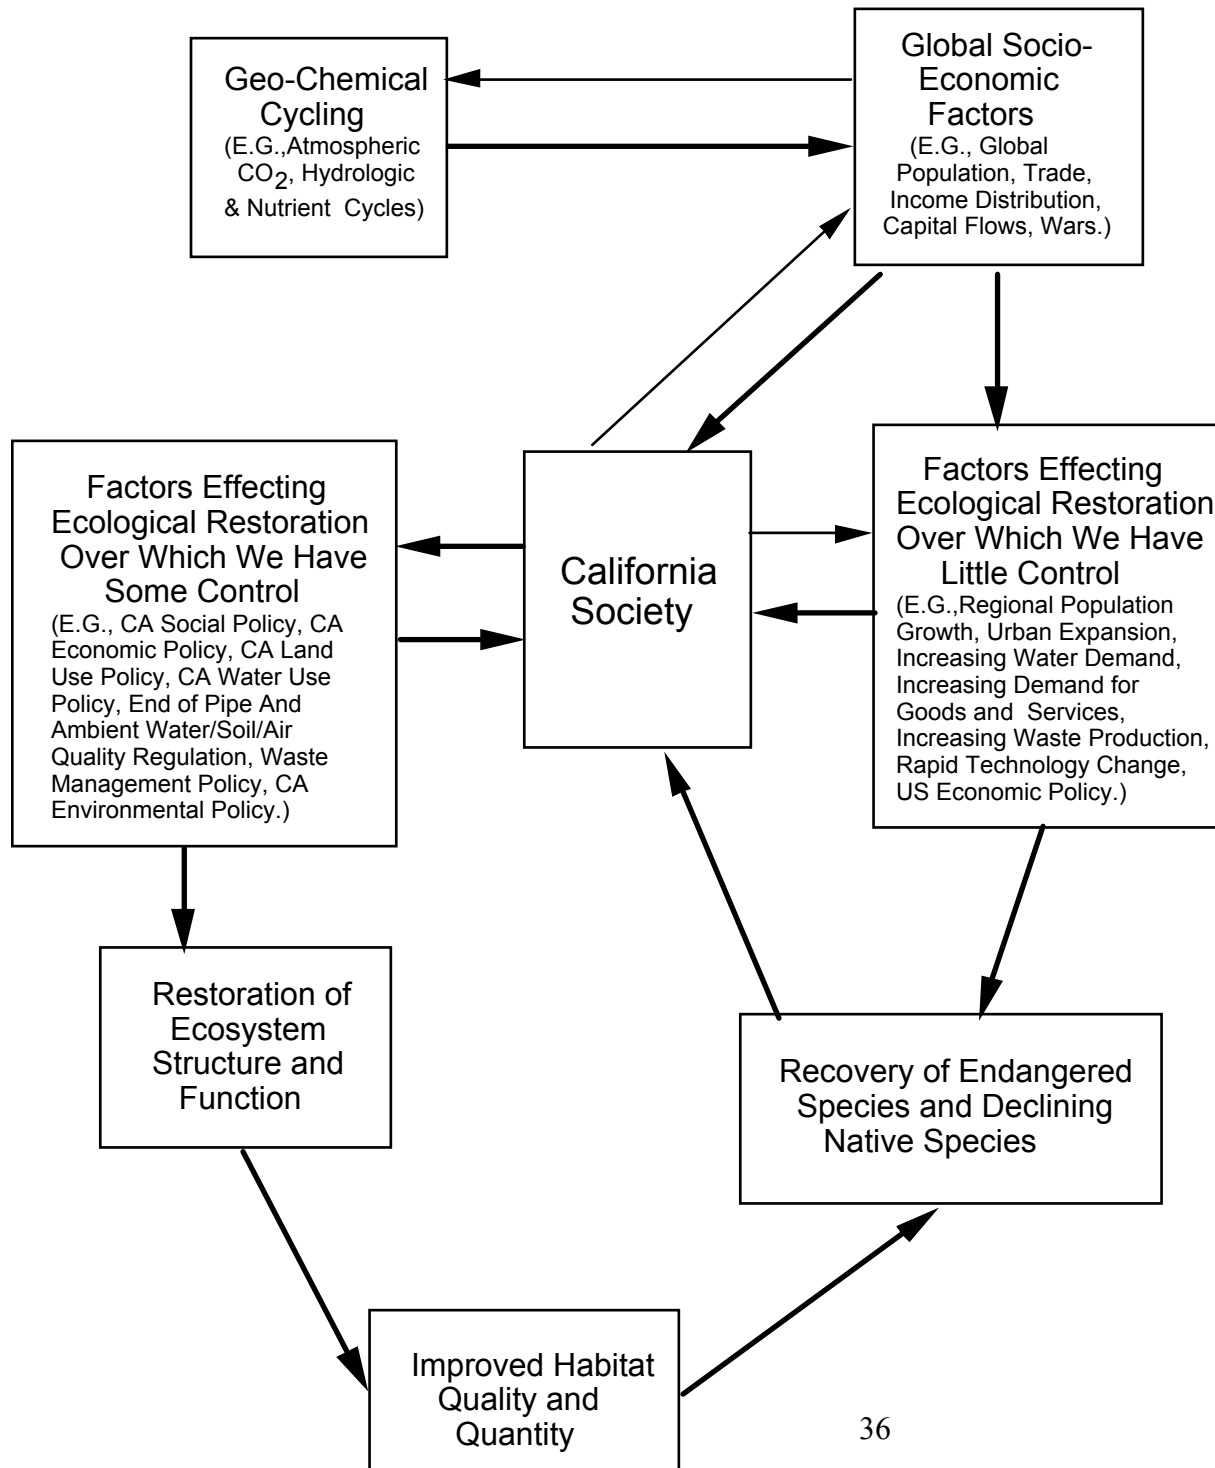 Geo-Chemical
Cycling
(E.G.,Atmospheric
CO2, Hydrologic
& Nutrient Cycles)
Global Socio-
Economic
Factors
(E.G., Global
Population, Trade,
Income Distribution,
Capital Flows, Wars.)
Factors Effecting
Ecological Restoration
Over Which We Have
Some Control
(E.G., CA Social Policy, CA
Economic Policy, CA Land
Use Policy, CA Water Use
Policy, End of Pipe And
Ambient Water/Soil/Air
Quality Regulation, Waste
Management Policy, CA
Environmental Policy.)
California
Society
Factors Effecting
Ecological Restoration
Over Which We Have
Little Control
(E.G.,Regional Population
Growth, Urban Expansion,
Increasing Water Demand,
Increasing Demand for
Goods and Services,
Increasing Waste Production,
Rapid Technology Change,
US Economic Policy.)
Restoration of
Ecosystem
Structure and
Function
Recovery of Endangered
Species and Declining
Native Species
Improved Habitat
Quality and
Quantity
36